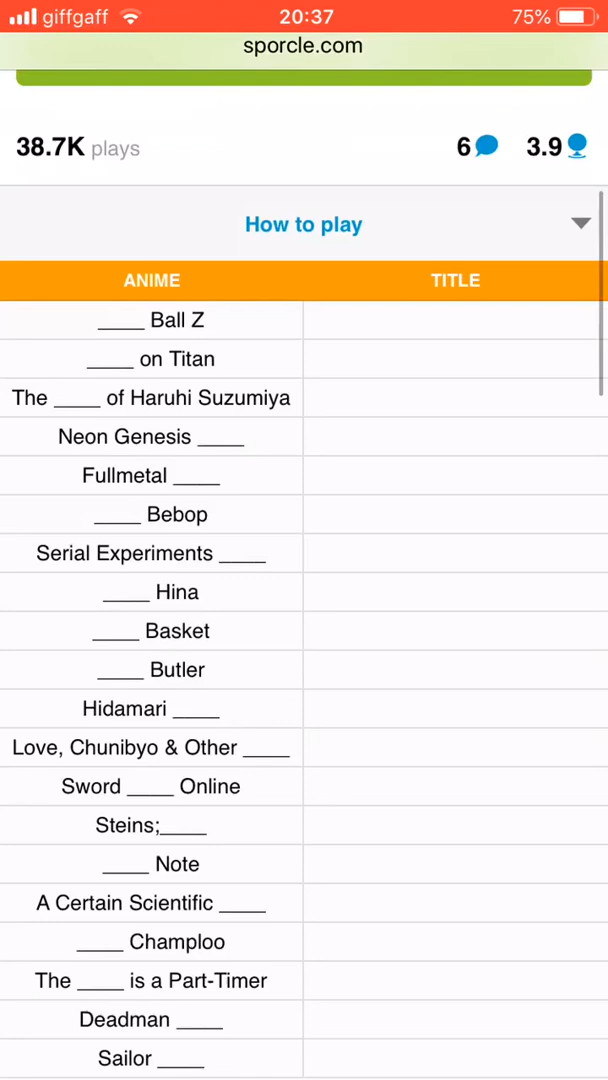 giffgaff 20:37 75%
sporcle.com
38.7K plays 6 3.9
How to play
ANIME TITLE
____ Ball Z
____ on Titan
The ____ of Haruhi Suzumiya
Neon Genesis ____
Fullmetal ____
____ Bebop
Serial Experiments ____
____ Hina
____ Basket
____ Butler
Hidamari ____
Love, Chunibyo & Other ____
Sword ____ Online
Steins;____
____ Note
A Certain Scientific ____
____ Champloo
The ____ is a Part-Timer
Deadman ____
Sailor ____